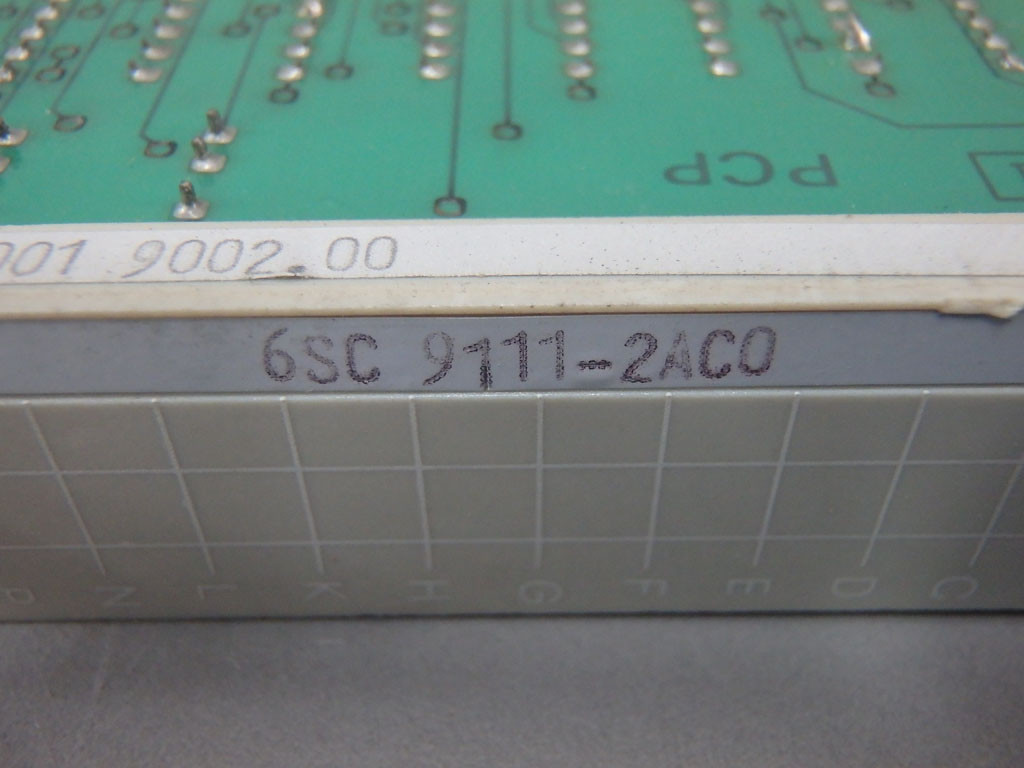 PCP
001 9002.00
6SC 9111-2AC0
P N L K H G F E D C